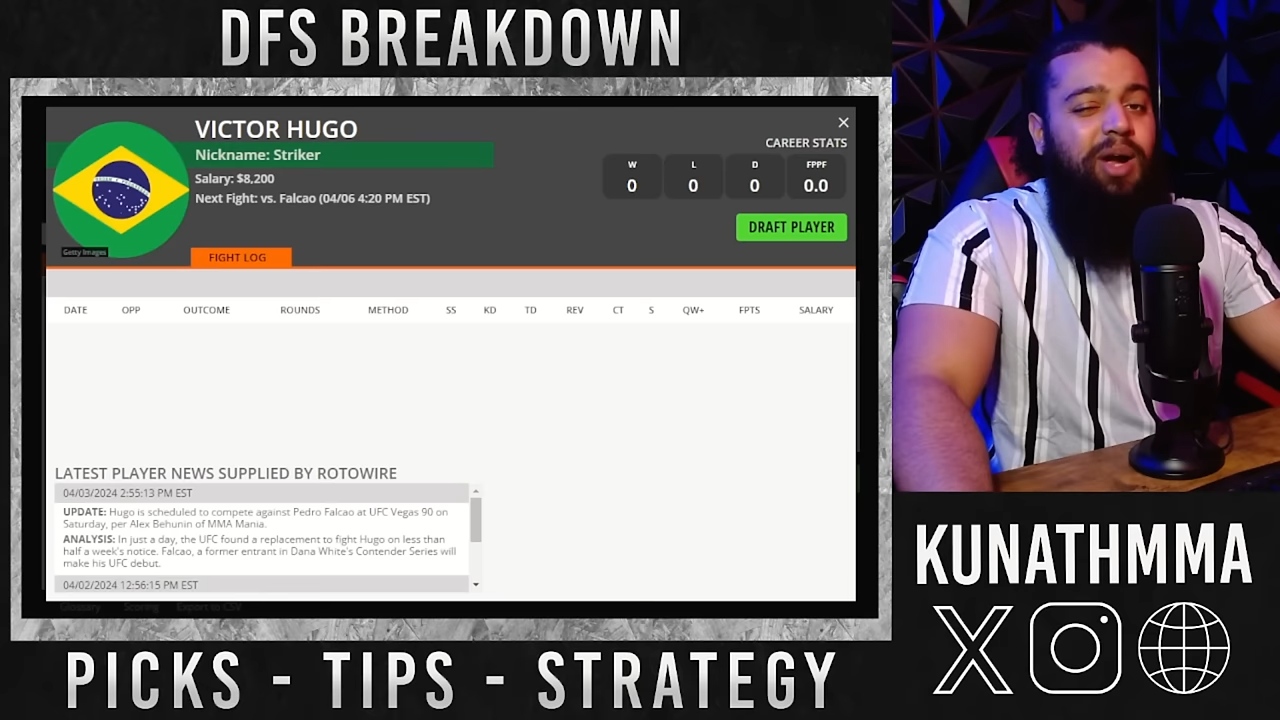 DFS BREAKDOWN
VICTOR HUGO
Nickname: Striker
Salary: $8,200
Next Fight: vs. Falcao (04/06 4:20 PM EST)
Getty Images
CAREER STATS
W L D FPPF
0 0 0 0.0
DRAFT PLAYER
FIGHT LOG
DATE OPP OUTCOME ROUNDS METHOD SS KD TD REV CT S QW+ FPTS SALARY
LATEST PLAYER NEWS SUPPLIED BY ROTOWIRE
04/03/2024 2:55:13 PM EST
UPDATE: Hugo is scheduled to compete against Pedro Falcao at UFC Vegas 90 on
Saturday, per Alex Behunin of MMA Mania.
ANALYSIS: In just a day, the UFC found a replacement to fight Hugo on less than
half a week's notice. Falcao, a former entrant in Dana White's Contender Series will
make his UFC debut.
04/02/2024 12:56:15 PM EST
Glossary Scoring Export to CSV
KUNATHMMA
PICKS - TIPS - STRATEGY